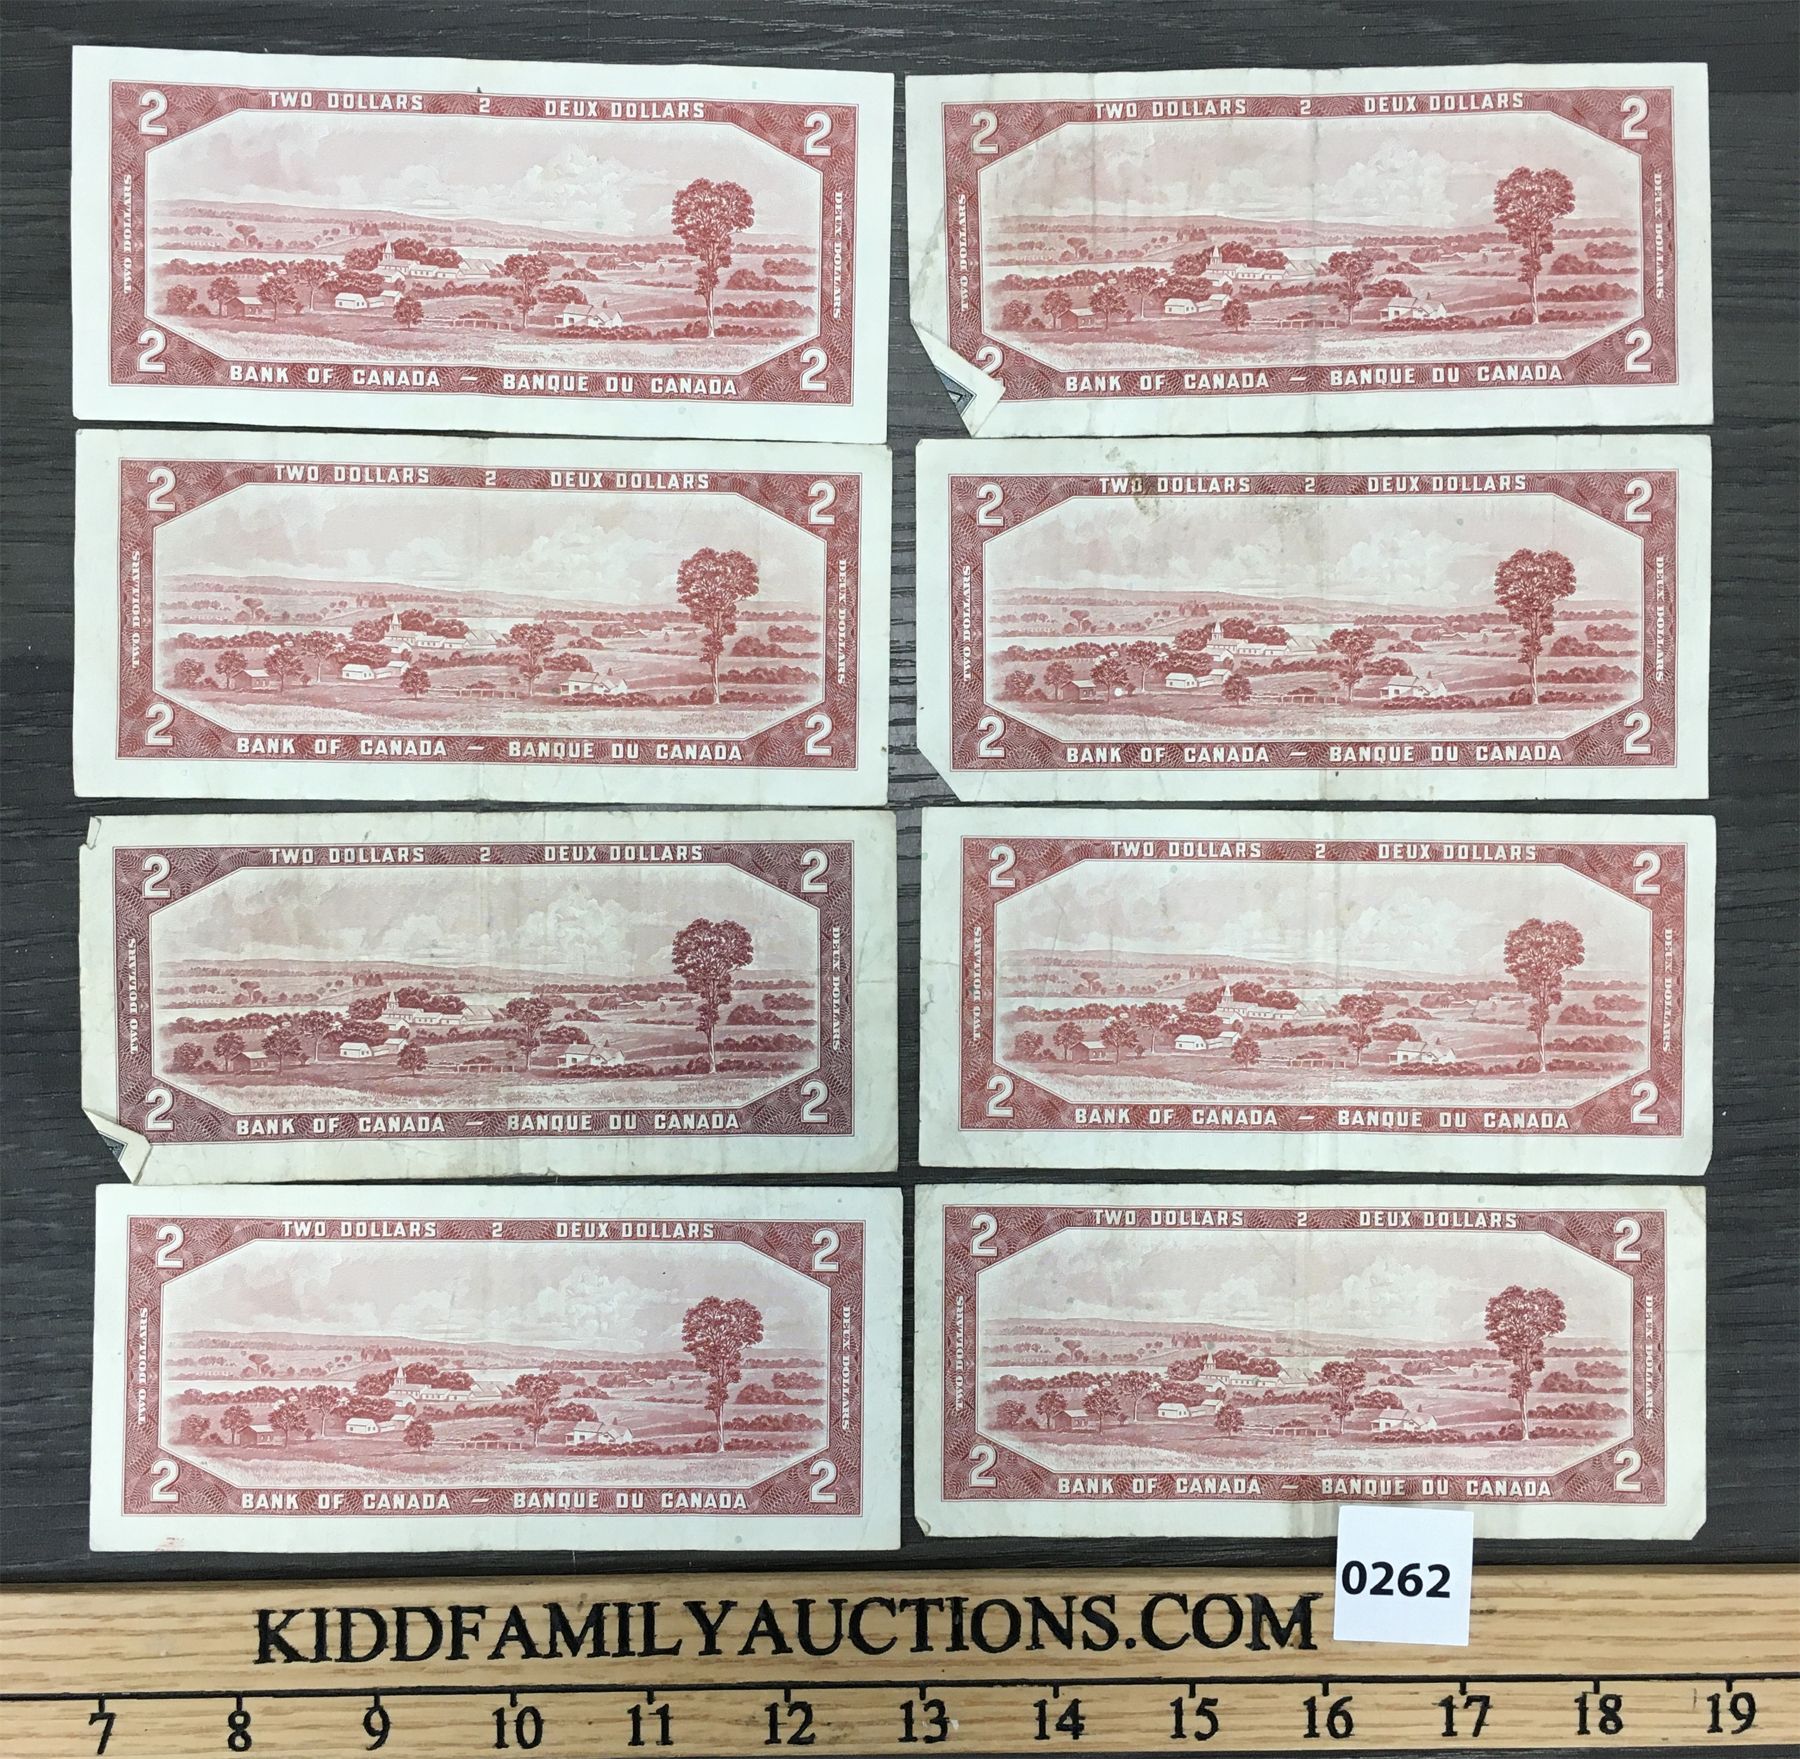 2 TWO DOLLARS 2 DEUX DOLLARS 2
TWO DOLLARS
DEUX DOLLARS
2 BANK OF CANADA — BANQUE DU CANADA 2
2 TWO DOLLARS 2 DEUX DOLLARS 2
TWO DOLLARS
DEUX DOLLARS
2 BANK OF CANADA — BANQUE DU CANADA 2
2 TWO DOLLARS 2 DEUX DOLLARS 2
TWO DOLLARS
DEUX DOLLARS
2 BANK OF CANADA — BANQUE DU CANADA 2
2 TWO DOLLARS 2 DEUX DOLLARS 2
TWO DOLLARS
DEUX DOLLARS
2 BANK OF CANADA — BANQUE DU CANADA 2
2 TWO DOLLARS 2 DEUX DOLLARS 2
TWO DOLLARS
DEUX DOLLARS
2 BANK OF CANADA — BANQUE DU CANADA 2
2 TWO DOLLARS 2 DEUX DOLLARS 2
TWO DOLLARS
DEUX DOLLARS
2 BANK OF CANADA — BANQUE DU CANADA 2
2 TWO DOLLARS 2 DEUX DOLLARS 2
TWO DOLLARS
DEUX DOLLARS
2 BANK OF CANADA — BANQUE DU CANADA 2
2 TWO DOLLARS 2 DEUX DOLLARS 2
TWO DOLLARS
DEUX DOLLARS
2 BANK OF CANADA — BANQUE DU CANADA 2
0262
KIDDFAMILYAUCTIONS.COM
7 8 9 10 11 12 13 14 15 16 17 18 19